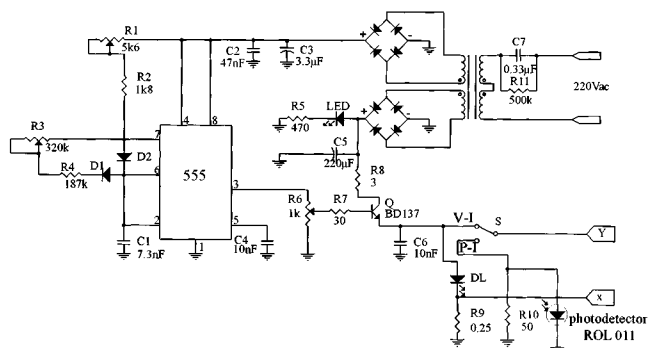 R1
5k6
R2
1k8
C2
47nF
C3
3.3µF
+
-
C7
0.33µF
R11
500k
220Vac
R5
470
LED
+
-
C5
220µF
R3
320k
R4
187k
D1
D2
7
6
2
4
8
555
3
5
1
C1
7.3nF
C4
10nF
R6
1k
R7
30
R8
3
Q
BD137
C6
10nF
V-I
S
P-I
Y
DL
X
R9
0.25
R10
50
photodetector
ROL 011